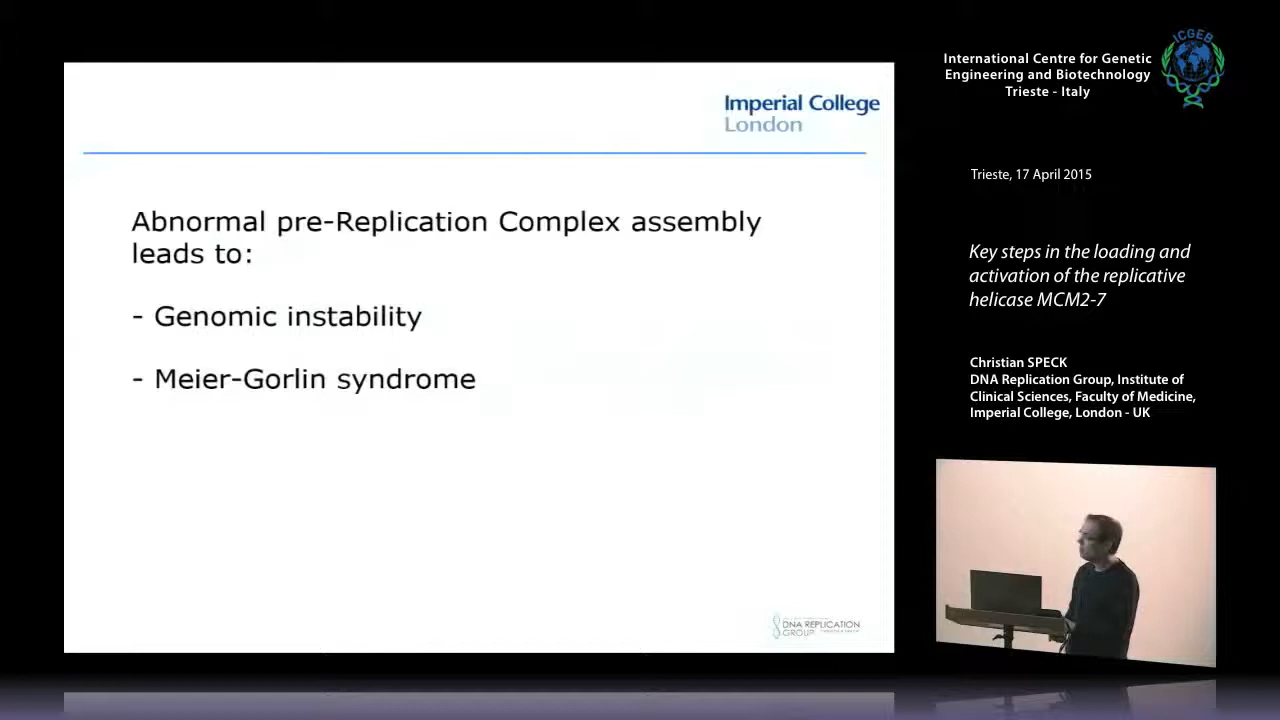 Imperial College
London
Abnormal pre-Replication Complex assembly
leads to:
- Genomic instability
- Meier-Gorlin syndrome
DNA REPLICATION
GROUP
ICGEB
International Centre for Genetic
Engineering and Biotechnology
Trieste - Italy
Trieste, 17 April 2015
Key steps in the loading and
activation of the replicative
helicase MCM2-7
Christian SPECK
DNA Replication Group, Institute of
Clinical Sciences, Faculty of Medicine,
Imperial College, London - UK